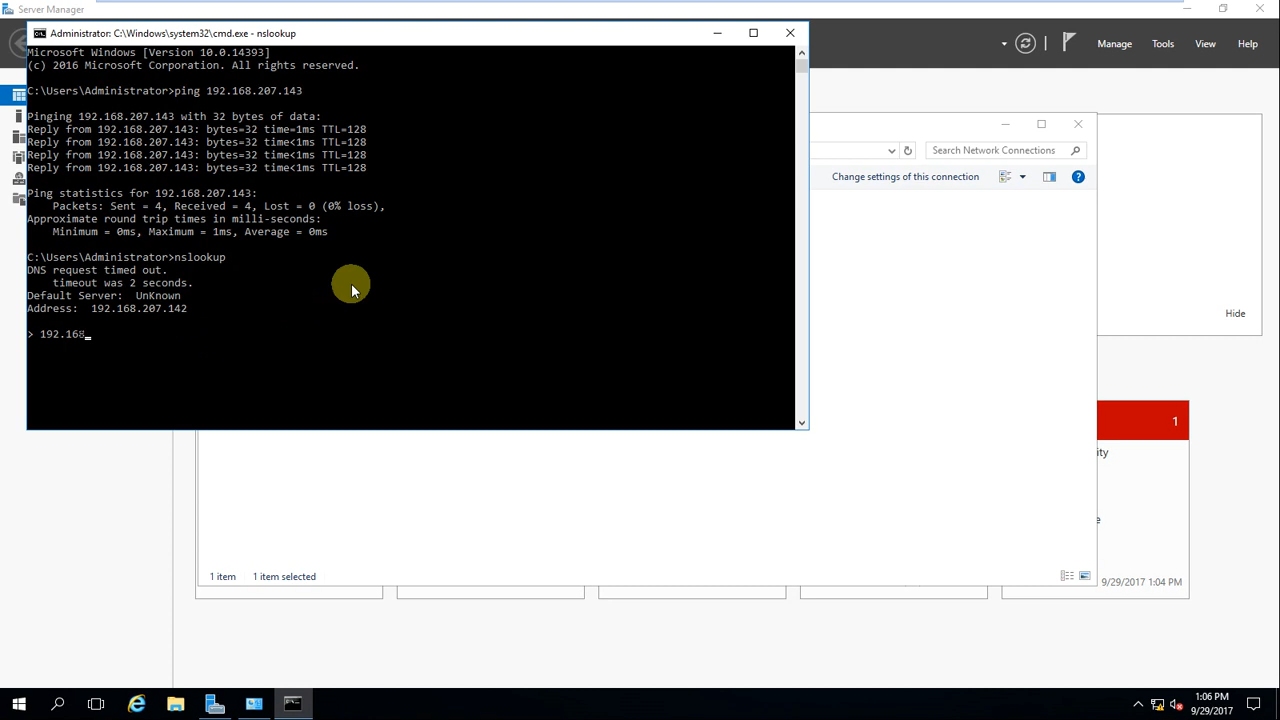 Server Manager
Administrator: C:\Windows\system32\cmd.exe - nslookup
Microsoft Windows [Version 10.0.14393]
(c) 2016 Microsoft Corporation. All rights reserved.
C:\Users\Administrator>ping 192.168.207.143
Pinging 192.168.207.143 with 32 bytes of data:
Reply from 192.168.207.143: bytes=32 time=1ms TTL=128
Reply from 192.168.207.143: bytes=32 time<1ms TTL=128
Reply from 192.168.207.143: bytes=32 time<1ms TTL=128
Reply from 192.168.207.143: bytes=32 time<1ms TTL=128
Ping statistics for 192.168.207.143:
Packets: Sent = 4, Received = 4, Lost = 0 (0% loss),
Approximate round trip times in milli-seconds:
Minimum = 0ms, Maximum = 1ms, Average = 0ms
C:\Users\Administrator>nslookup
DNS request timed out.
timeout was 2 seconds.
Default Server: UnKnown
Address: 192.168.207.142
> 192.168_
Manage Tools View Help
Search Network Connections
Change settings of this connection
Hide
1
ity
e
9/29/2017 1:04 PM
1 item 1 item selected
1:06 PM
9/29/2017